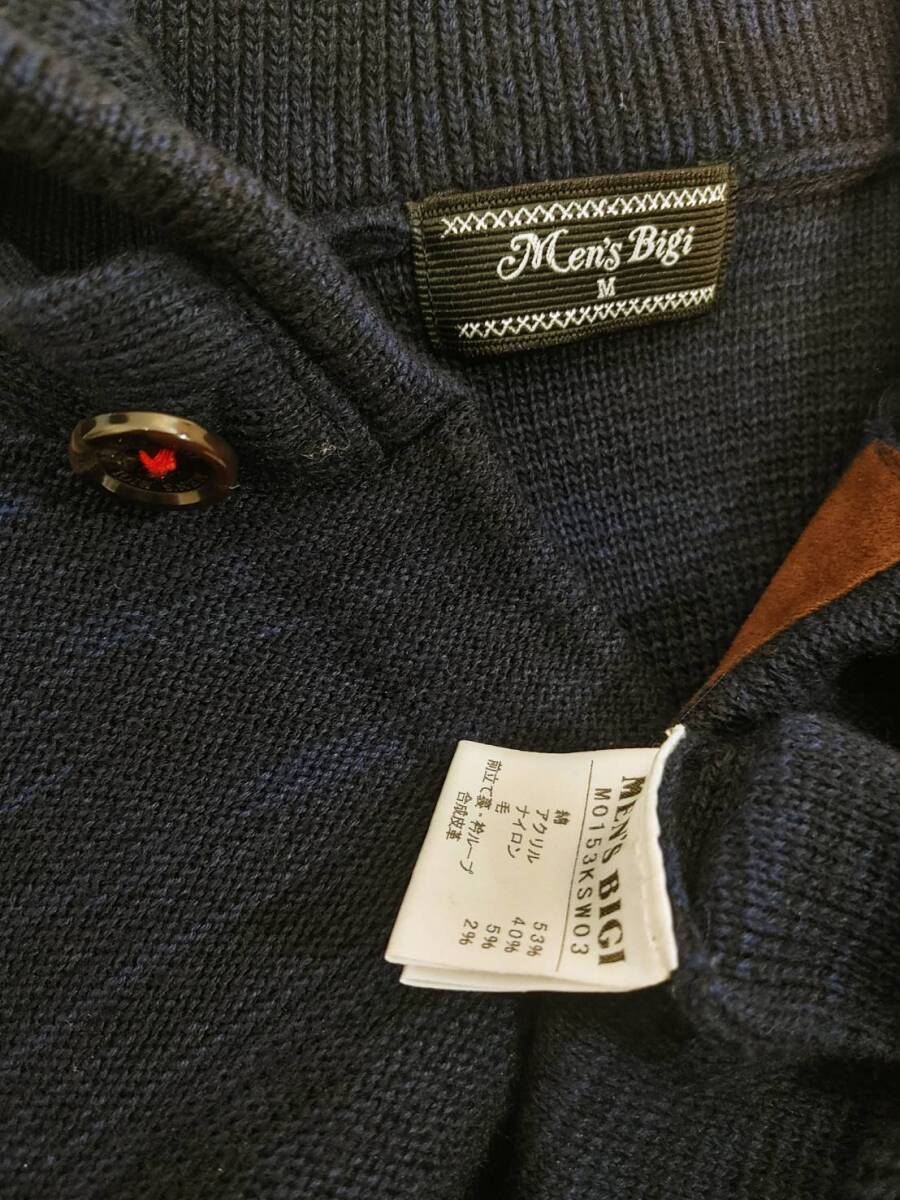 Men's Bigi
M
MEN'S BIGI
M0153KSW03
綿 53%
アクリル 40%
ナイロン 5%
毛 2%
前立て裏・衿ループ
合成皮革